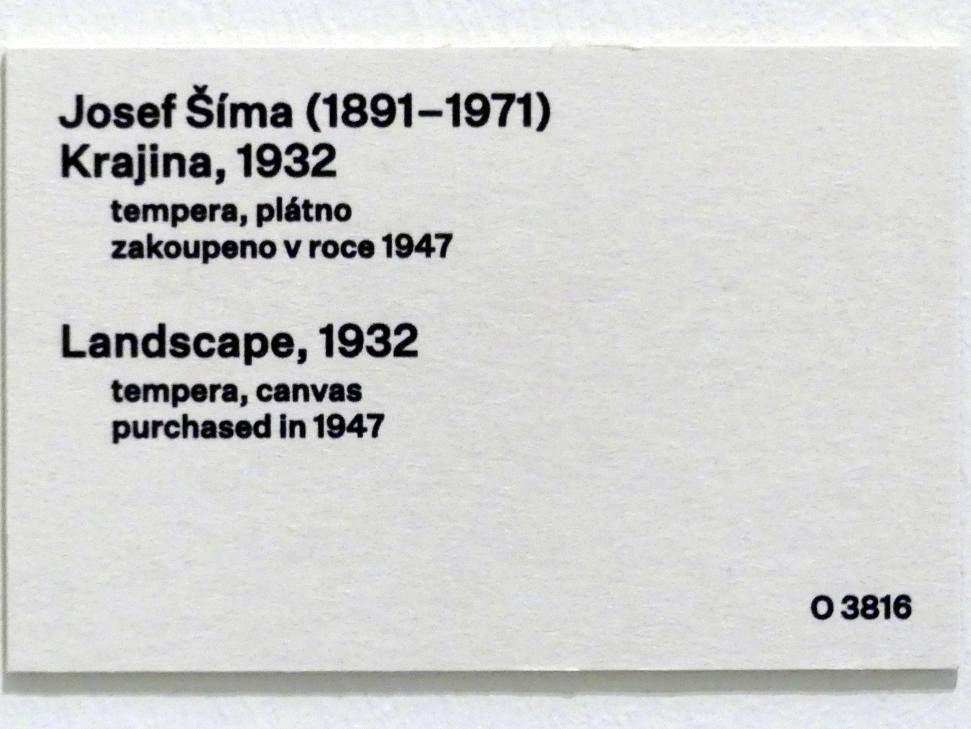 Josef Šíma (1891–1971)
Krajina, 1932
tempera, plátno
zakoupeno v roce 1947
Landscape, 1932
tempera, canvas
purchased in 1947
O 3816